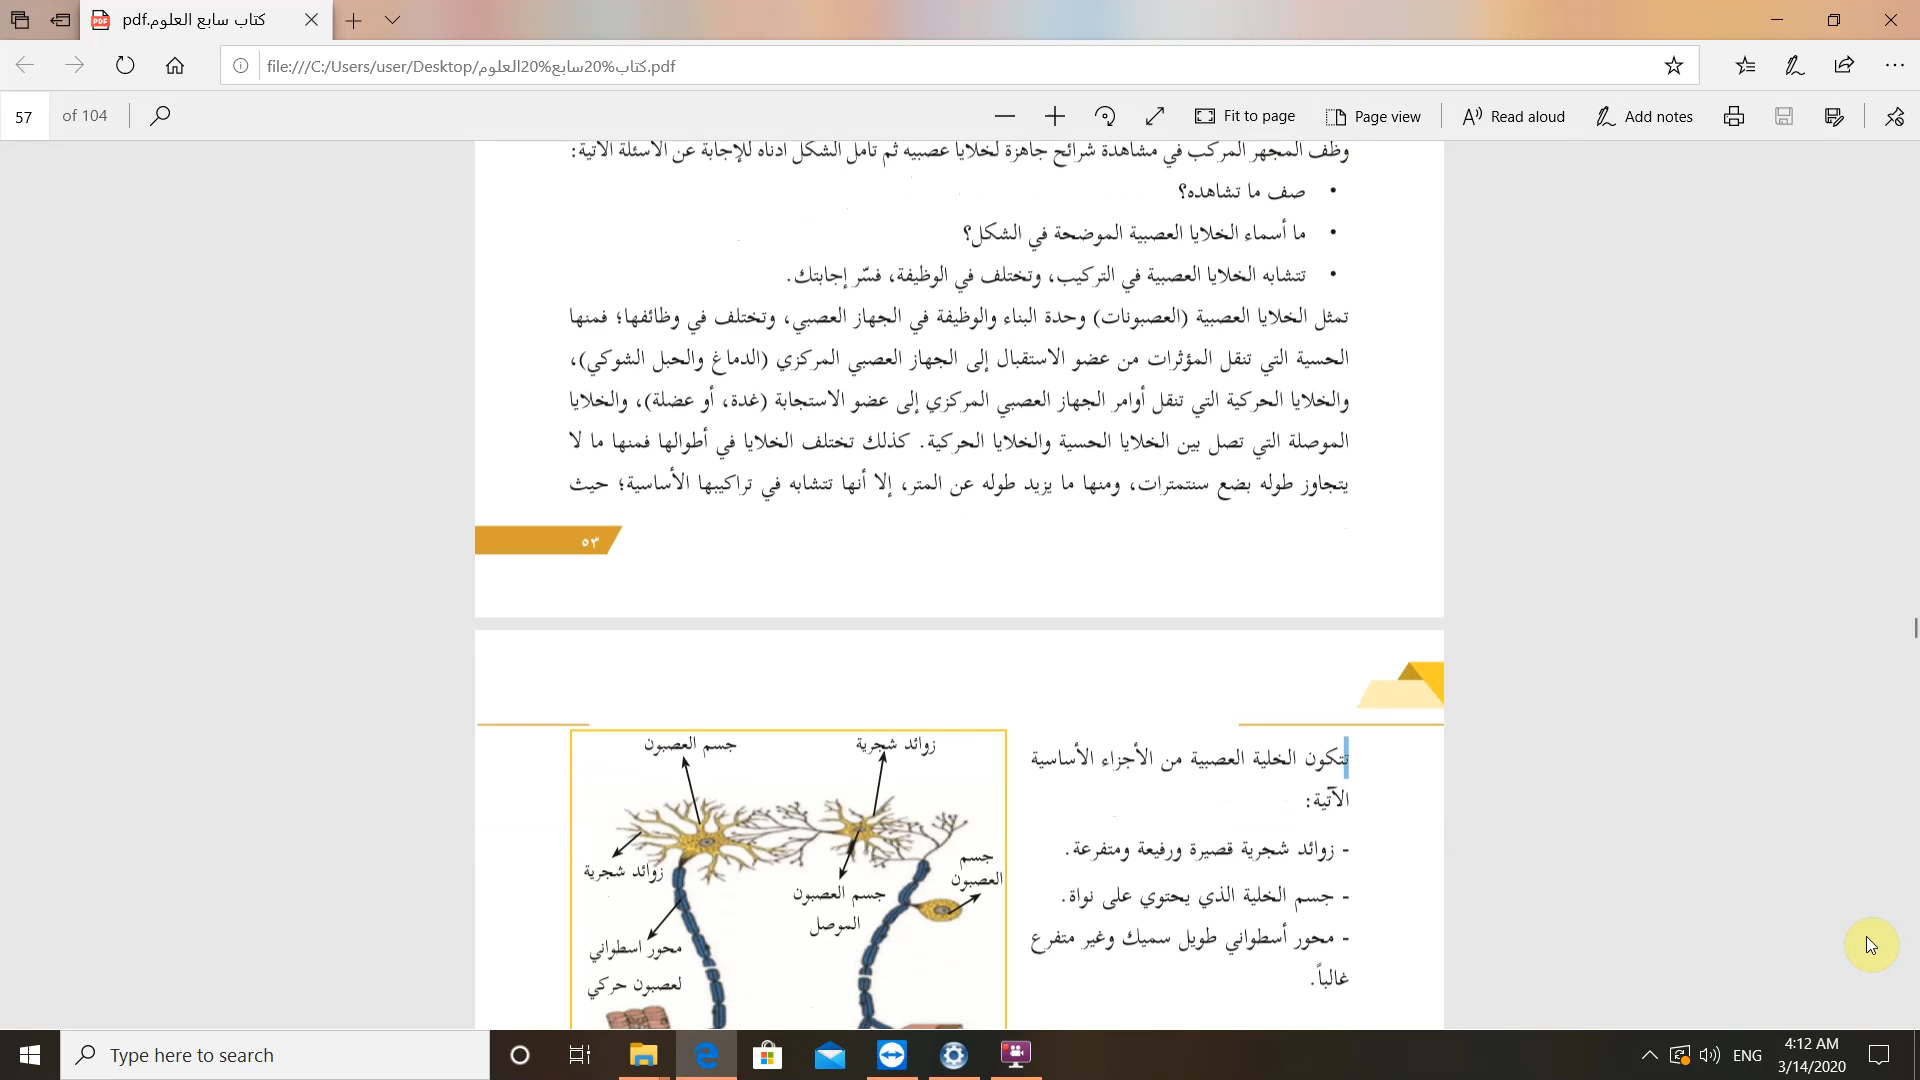 كتاب سابع العلوم.pdf
file:///C:/Users/user/Desktop/كتاب%20سابع%20العلوم.pdf
57 of 104
Fit to page
Page view
Read aloud
Add notes
وظف المجهر المركب في مشاهدة شرائح جاهزة لخلايا عصبية ثم تأمل الشكل أدناه للإجابة عن الأسئلة الآتية:
• صف ما تشاهده؟
• ما أسماء الخلايا العصبية الموضحة في الشكل؟
• تتشابه الخلايا العصبية في التركيب، وتختلف في الوظيفة، فسّر إجابتك.
تمثل الخلايا العصبية (العصبونات) وحدة البناء والوظيفة في الجهاز العصبي، وتختلف في وظائفها؛ فمنها
الحسية التي تنقل المؤثرات من عضو الاستقبال إلى الجهاز العصبي المركزي (الدماغ والحبل الشوكي)،
والخلايا الحركية التي تنقل أوامر الجهاز العصبي المركزي إلى عضو الاستجابة (غدة، أو عضلة)، والخلايا
الموصلة التي تصل بين الخلايا الحسية والخلايا الحركية. كذلك تختلف الخلايا في أطوالها فمنها ما لا
يتجاوز طوله بضع سنتمترات، ومنها ما يزيد طوله عن المتر، إلا أنها تتشابه في تراكيبها الأساسية؛ حيث
٥٣
تتكون الخلية العصبية من الأجزاء الأساسية
الآتية:
- زوائد شجرية قصيرة ورفيعة ومتفرعة.
- جسم الخلية الذي يحتوي على نواة.
- محور أسطواني طويل سميك وغير متفرع
غالباً.
زوائد شجرية
جسم العصبون
جسم
العصبون
زوائد شجرية
جسم العصبون
الموصل
محور اسطواني
لعصبون حركي
Type here to search
ENG
4:12 AM
3/14/2020